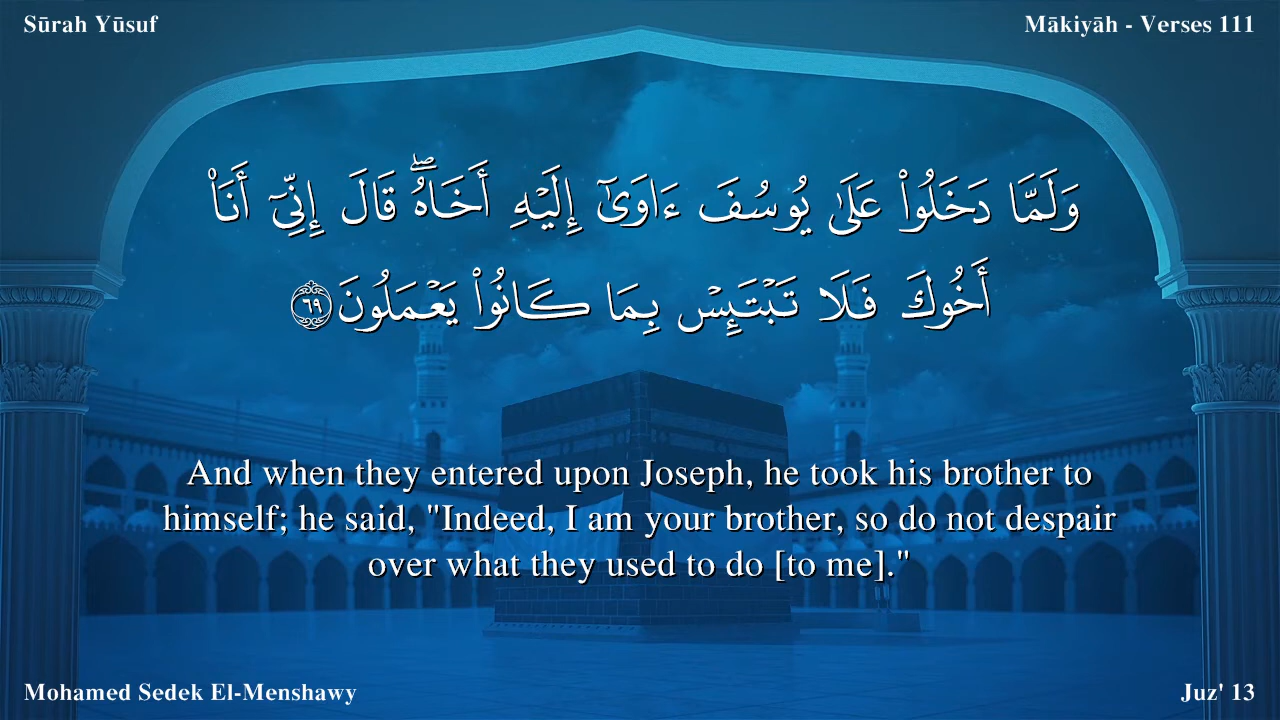 Sūrah Yūsuf
Mākiyāh - Verses 111
وَلَمَّا دَخَلُوا۟ عَلَىٰ يُوسُفَ ءَاوَىٰٓ إِلَيْهِ أَخَاهُ ۖ قَالَ إِنِّىٓ أَنَا۠
أَخُوكَ فَلَا تَبْتَئِسْ بِمَا كَانُوا۟ يَعْمَلُونَ ٦٩
And when they entered upon Joseph, he took his brother to
himself; he said, "Indeed, I am your brother, so do not despair
over what they used to do [to me]."
Mohamed Sedek El-Menshawy
Juz' 13